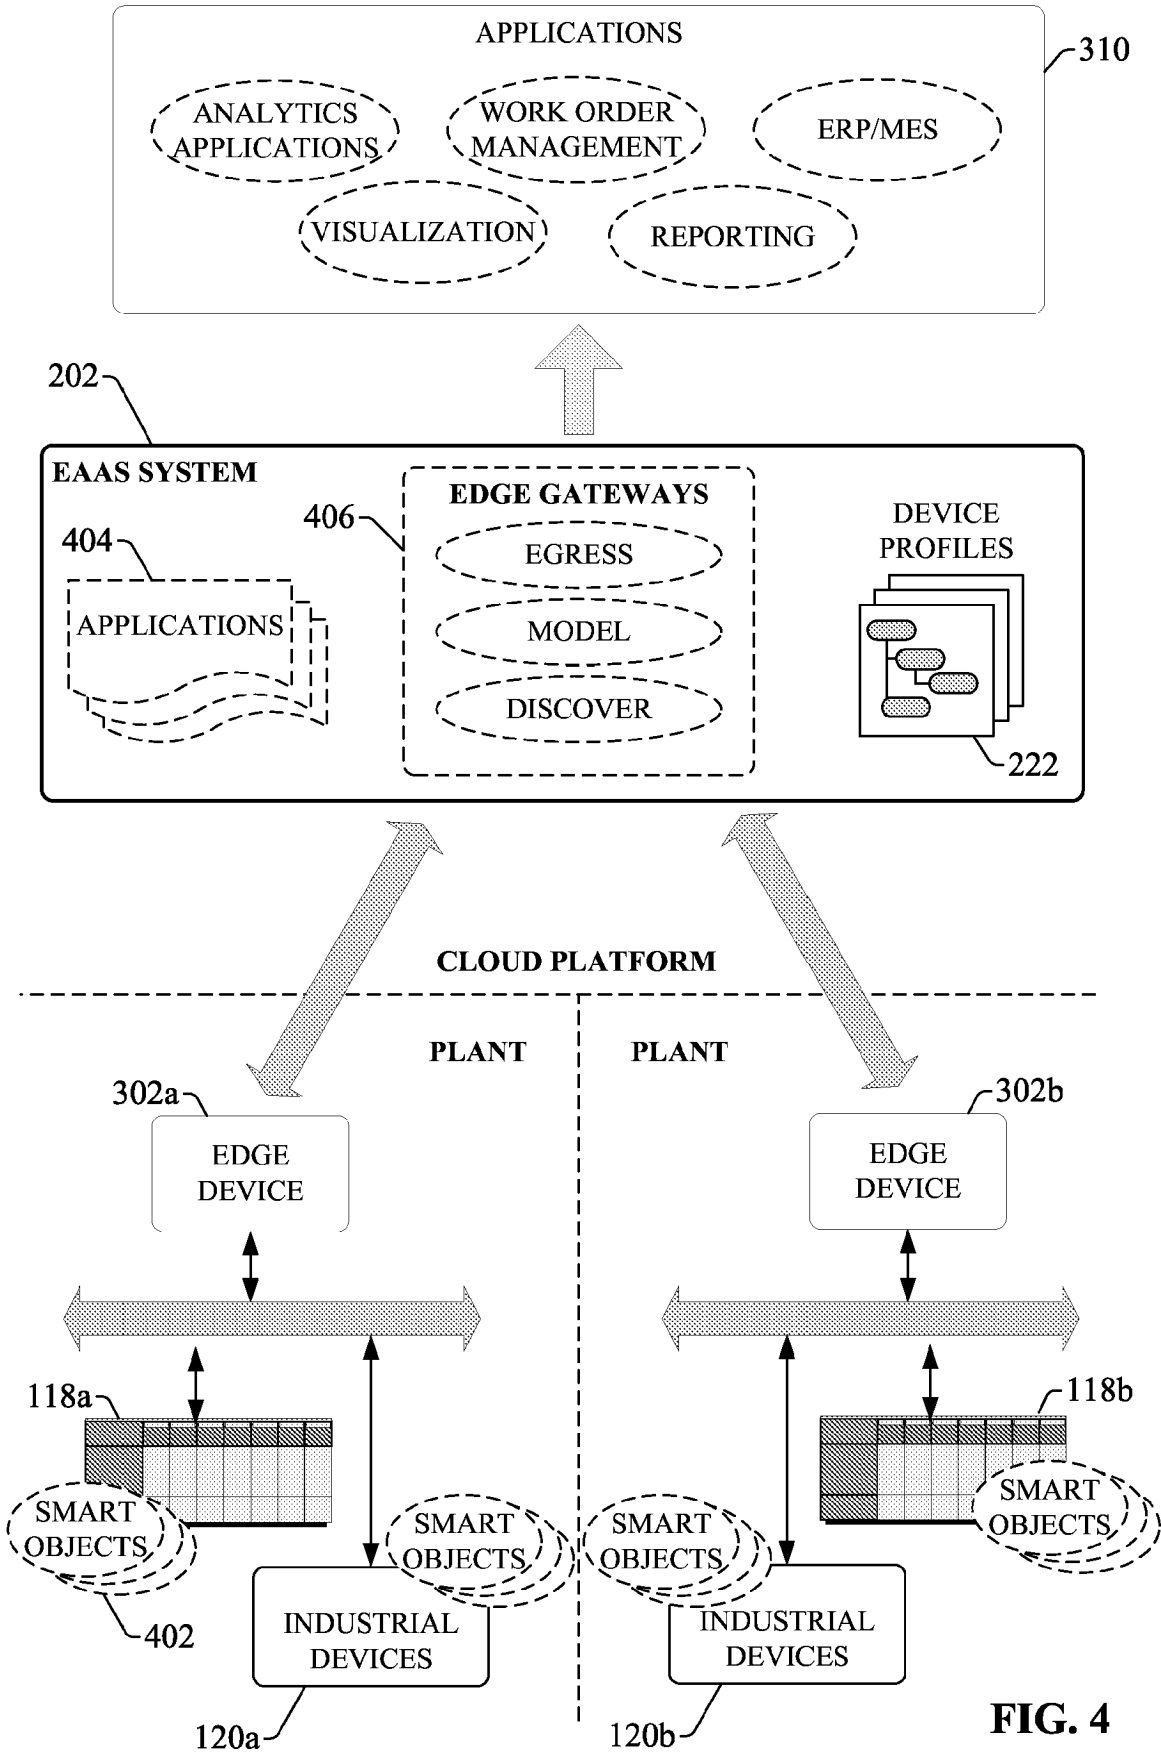 APPLICATIONS
310
ANALYTICS
APPLICATIONS
WORK ORDER
MANAGEMENT
ERP/MES
VISUALIZATION
REPORTING
202
EAAS SYSTEM
404
APPLICATIONS
406
EDGE GATEWAYS
EGRESS
MODEL
DISCOVER
DEVICE
PROFILES
222
CLOUD PLATFORM
PLANT
PLANT
302a
EDGE
DEVICE
302b
EDGE
DEVICE
118a
SMART
OBJECTS
402
SMART
OBJECTS
INDUSTRIAL
DEVICES
120a
118b
SMART
OBJECTS
SMART
OBJECTS
INDUSTRIAL
DEVICES
120b
FIG. 4